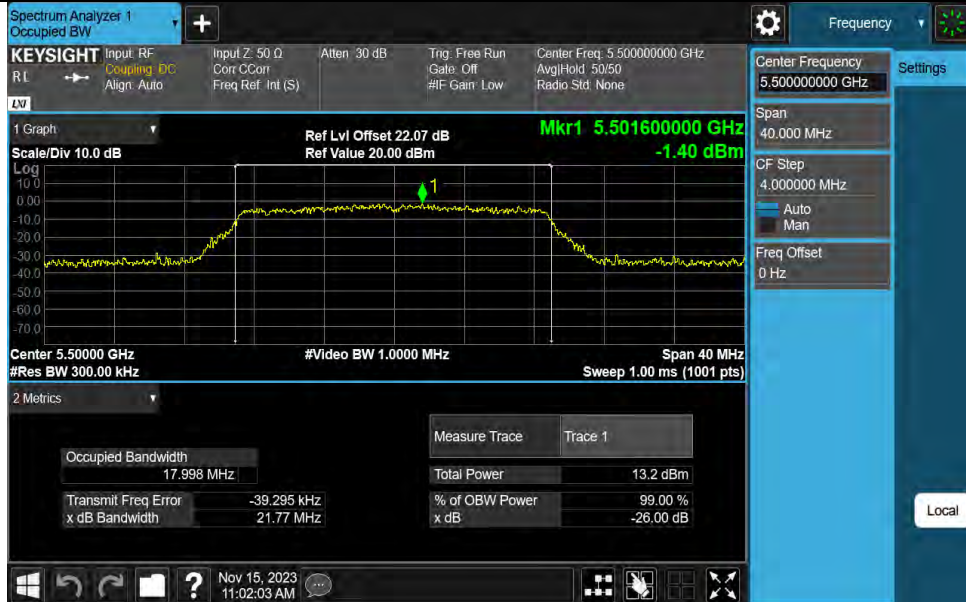 Spectrum Analyzer 1
Occupied BW
Frequency
KEYSIGHT
RL
LXI
Input: RF
Coupling: DC
Align: Auto
Input Z: 50 Ω
Corr CCorr
Freq Ref: Int (S)
Atten: 30 dB
Trig: Free Run
Gate: Off
#IF Gain: Low
Center Freq: 5.500000000 GHz
Avg|Hold: 50/50
Radio Std: None
Center Frequency
5.500000000 GHz
Settings
Span
40.000 MHz
CF Step
4.000000 MHz
Auto
Man
Freq Offset
0 Hz
Local
1 Graph
Scale/Div 10.0 dB
Ref Lvl Offset 22.07 dB
Ref Value 20.00 dBm
Mkr1 5.501600000 GHz
-1.40 dBm
Log
10.0
0.00
-10.0
-20.0
-30.0
-40.0
-50.0
-60.0
-70.0
1
Center 5.50000 GHz
#Res BW 300.00 kHz
#Video BW 1.0000 MHz
Span 40 MHz
Sweep 1.00 ms (1001 pts)
2 Metrics
Occupied Bandwidth
17.998 MHz
Transmit Freq Error -39.295 kHz
x dB Bandwidth 21.77 MHz
Measure Trace Trace 1
Total Power 13.2 dBm
% of OBW Power 99.00 %
x dB -26.00 dB
?
Nov 15, 2023
11:02:03 AM